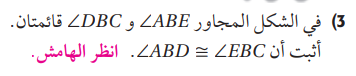 (3 في الشكل المجاور ABE∠ و DBC∠ قائمتان.
أثبت أن ∠ABD ≅ ∠EBC. انظر الهامش.